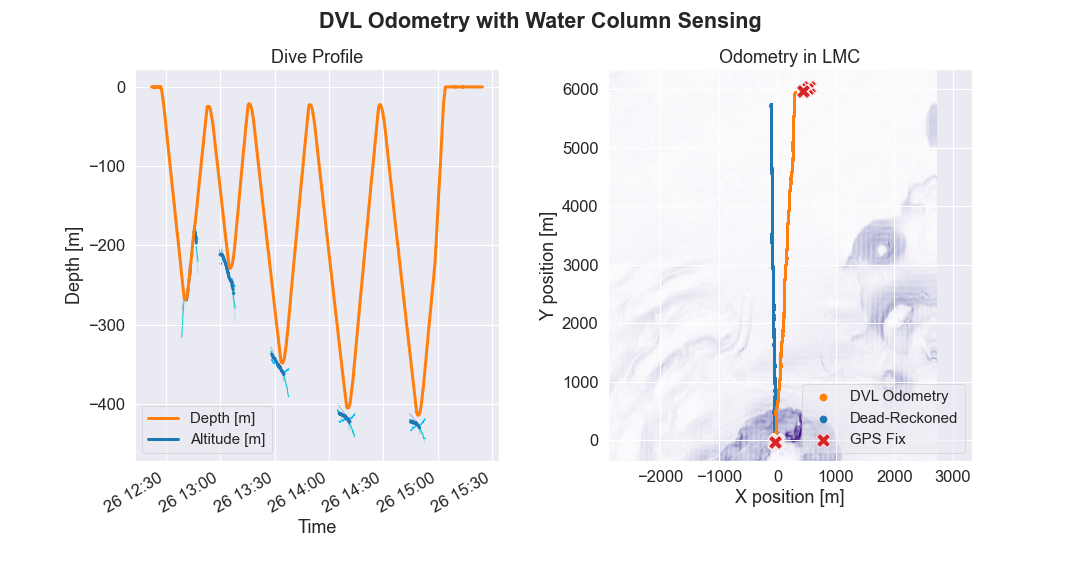 DVL Odometry with Water Column Sensing
Dive Profile
0
−100
−200
−300
−400
Depth [m]
Depth [m]
Altitude [m]
26 12:30
26 13:00
26 13:30
26 14:00
26 14:30
26 15:00
26 15:30
Time
Odometry in LMC
6000
5000
4000
3000
2000
1000
0
Y position [m]
DVL Odometry
Dead-Reckoned
GPS Fix
−2000
−1000
0
1000
2000
3000
X position [m]